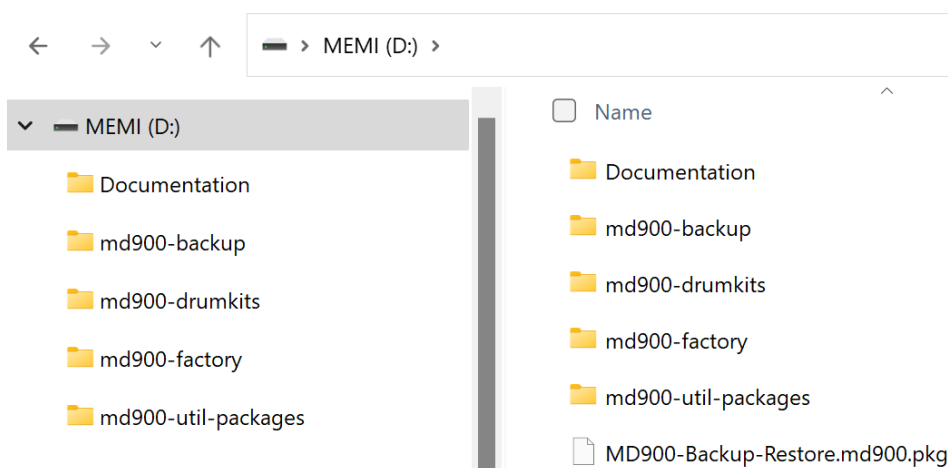 MEMI (D:)
MEMI (D:)
Documentation
md900-backup
md900-drumkits
md900-factory
md900-util-packages
Name
Documentation
md900-backup
md900-drumkits
md900-factory
md900-util-packages
MD900-Backup-Restore.md900.pkg